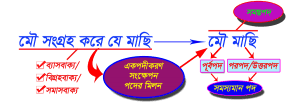 সমস্তপদ
মৌ সংগ্রহ করে যে মাছি
মৌ মাছি
ব্যাসবাক্য/
বিগ্রহবাক্য/
সমাসবাক্য
একপদীকরণ
সংক্ষেপন
পদের মিলন
পূর্বপদ
পরপদ/উত্তরপদ
সমস্যমান পদ